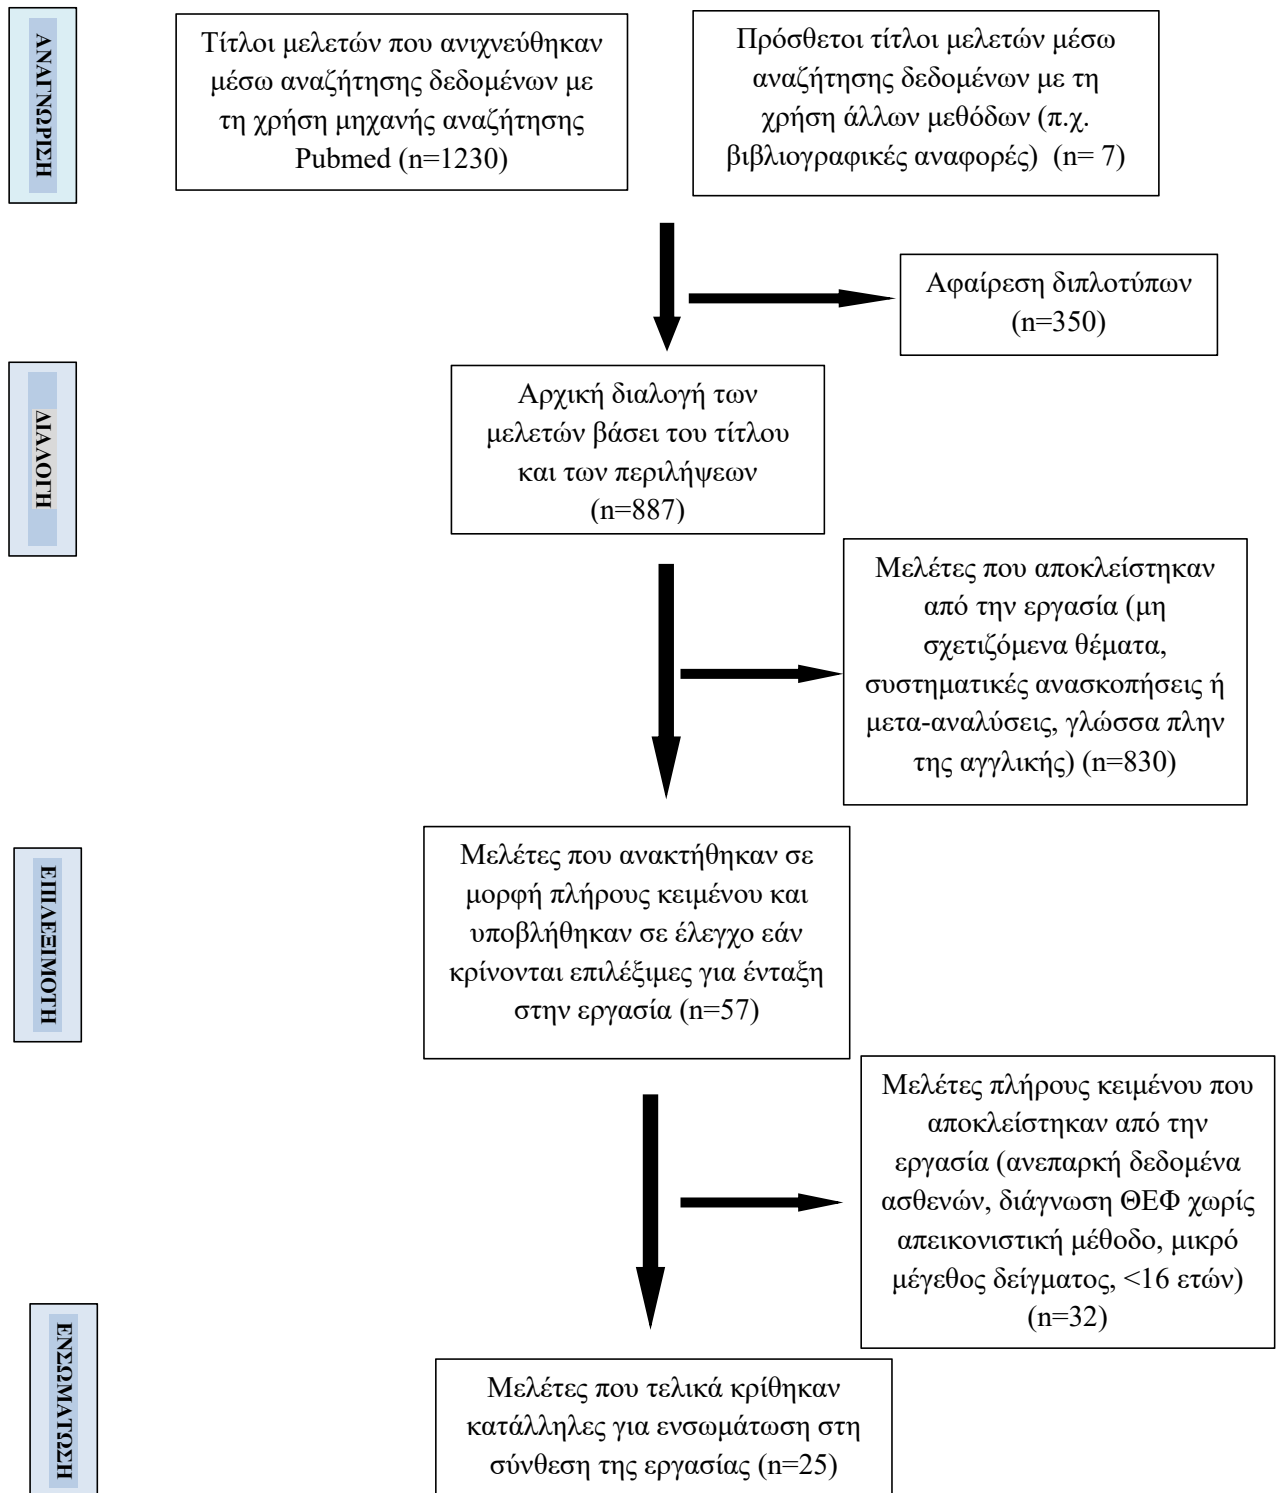 ΑΝΑΓΝΩΡΙΣΗ
Τίτλοι μελετών που ανιχνεύθηκαν
μέσω αναζήτησης δεδομένων με
τη χρήση μηχανής αναζήτησης
Pubmed (n=1230)
Πρόσθετοι τίτλοι μελετών μέσω
αναζήτησης δεδομένων με τη
χρήση άλλων μεθόδων (π.χ.
βιβλιογραφικές αναφορές) (n= 7)
Αφαίρεση διπλοτύπων
(n=350)
ΔΙΑΛΟΓΗ
Αρχική διαλογή των
μελετών βάσει του τίτλου
και των περιλήψεων
(n=887)
Μελέτες που αποκλείστηκαν
από την εργασία (μη
σχετιζόμενα θέματα,
συστηματικές ανασκοπήσεις ή
μετα-αναλύσεις, γλώσσα πλην
της αγγλικής) (n=830)
ΕΠΙΛΕΞΙΜΟΤΗ
Μελέτες που ανακτήθηκαν σε
μορφή πλήρους κειμένου και
υποβλήθηκαν σε έλεγχο εάν
κρίνονται επιλέξιμες για ένταξη
στην εργασία (n=57)
Μελέτες πλήρους κειμένου που
αποκλείστηκαν από την
εργασία (ανεπαρκή δεδομένα
ασθενών, διάγνωση ΘΕΦ χωρίς
απεικονιστική μέθοδο, μικρό
μέγεθος δείγματος, <16 ετών)
(n=32)
ΕΝΣΩΜΑΤΩΣΗ
Μελέτες που τελικά κρίθηκαν
κατάλληλες για ενσωμάτωση στη
σύνθεση της εργασίας (n=25)